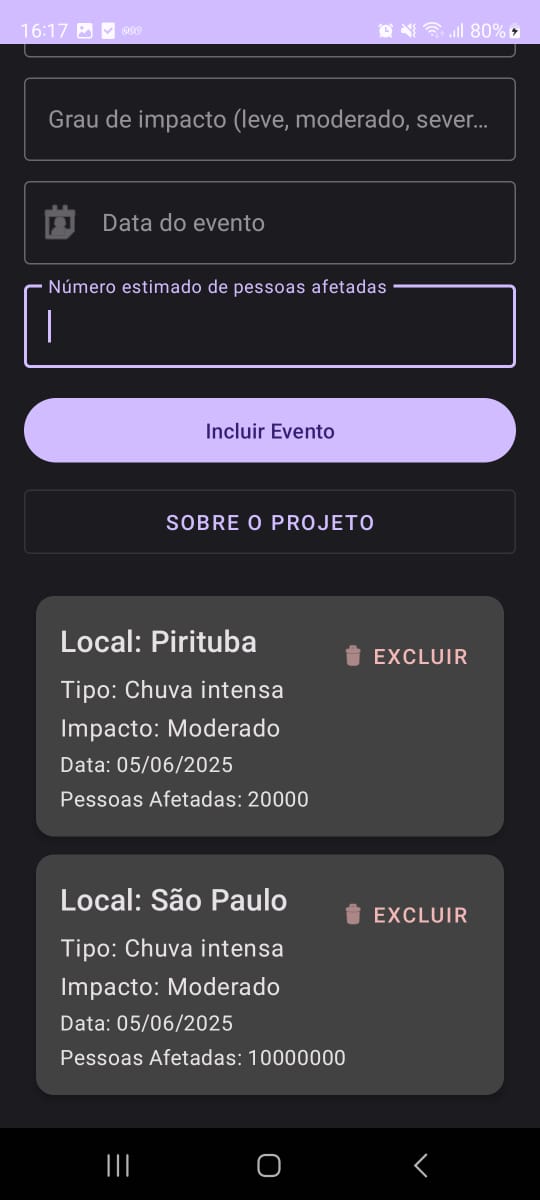 16:17
80%
Grau de impacto (leve, moderado, sever...
Data do evento
Número estimado de pessoas afetadas
Incluir Evento
SOBRE O PROJETO
Local: Pirituba
EXCLUIR
Tipo: Chuva intensa
Impacto: Moderado
Data: 05/06/2025
Pessoas Afetadas: 20000
Local: São Paulo
EXCLUIR
Tipo: Chuva intensa
Impacto: Moderado
Data: 05/06/2025
Pessoas Afetadas: 10000000